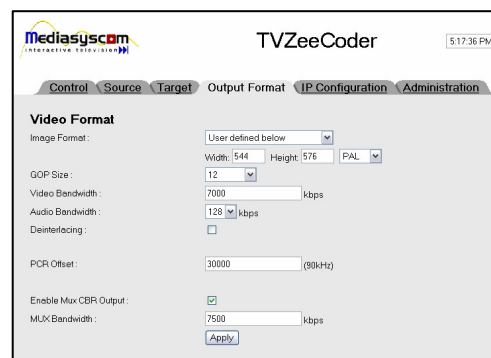 Mediasyscom
interactive television
TVZeeCoder
5:17:36 PM
Control Source Target Output Format IP Configuration Administration
Video Format
Image Format: User defined below
Width: 544 Height: 576 PAL
GOP Size: 12
Video Bandwidth: 7000 kbps
Audio Bandwidth: 128 kbps
Deinterlacing:
PCR Offset: 30000 (90kHz)
Enable Mux CBR Output:
MUX Bandwidth: 7500 kbps
Apply